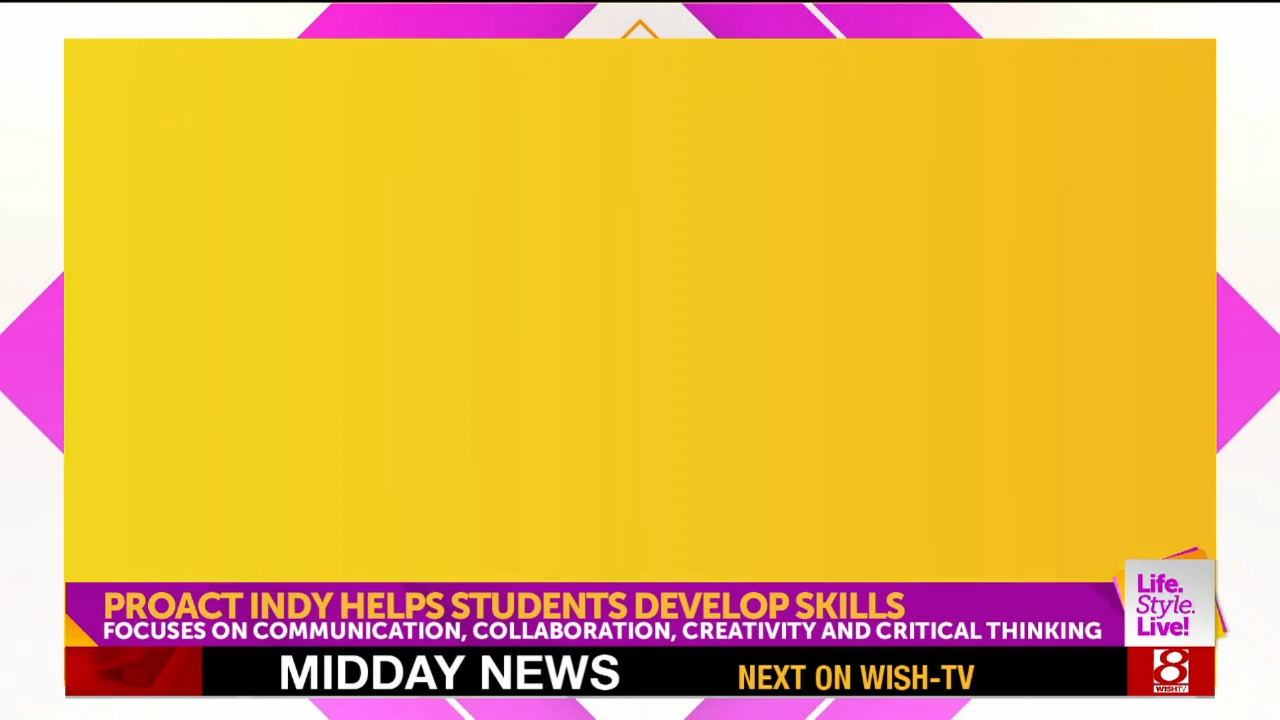 PROACT INDY HELPS STUDENTS DEVELOP SKILLS
FOCUSES ON COMMUNICATION, COLLABORATION, CREATIVITY AND CRITICAL THINKING
Life.
Style.
Live!
MIDDAY NEWS
NEXT ON WISH-TV
8
WISHTV